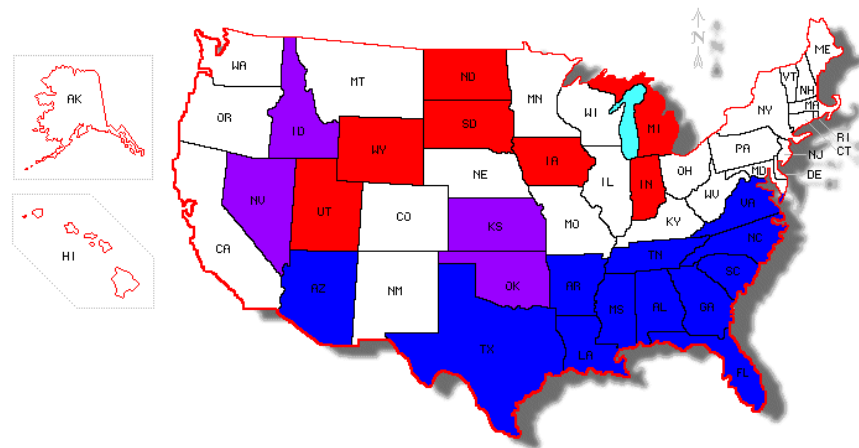 N
ME
WA
ND
VT
MT
NH
AK
MN
MA
OR
WI
NY
ID
SD
MI
RI
CT
WY
PA
NJ
IA
OH
MD
DE
NE
IN
NV
IL
WV
VA
UT
CO
KS
MO
KY
CA
NC
TN
HI
SC
AZ
NM
OK
AR
MS
AL
GA
TX
LA
FL